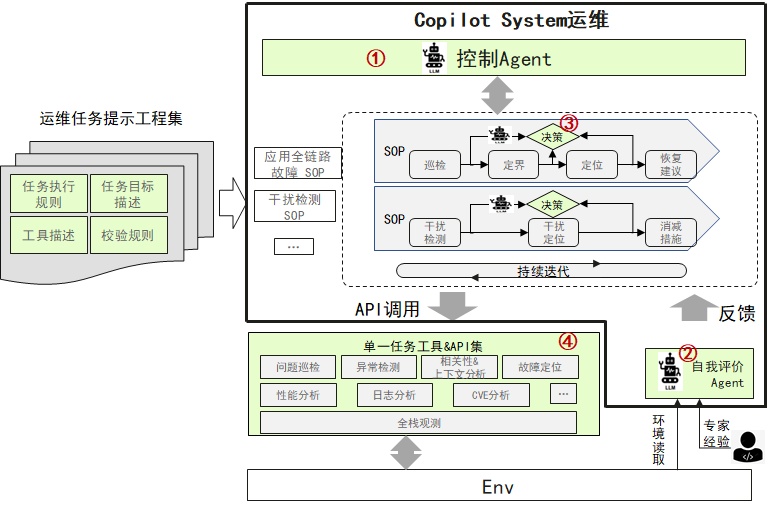 Copilot System运维
① LLM 控制Agent
运维任务提示工程集
任务执行
规则
任务目标
描述
工具描述
校验规则
应用全链路
故障 SOP
干扰检测
SOP
...
SOP
LLM
决策
③
巡检
定界
定位
恢复
建议
SOP
LLM
决策
干扰
检测
干扰
定位
消减
措施
持续迭代
API调用
反馈
单一任务工具&API集
④
问题巡检
异常检测
相关性&
上下文分析
故障定位
性能分析
日志分析
CVE分析
...
全栈观测
②
LLM
自我评价
Agent
环境读取
专家
经验
Env